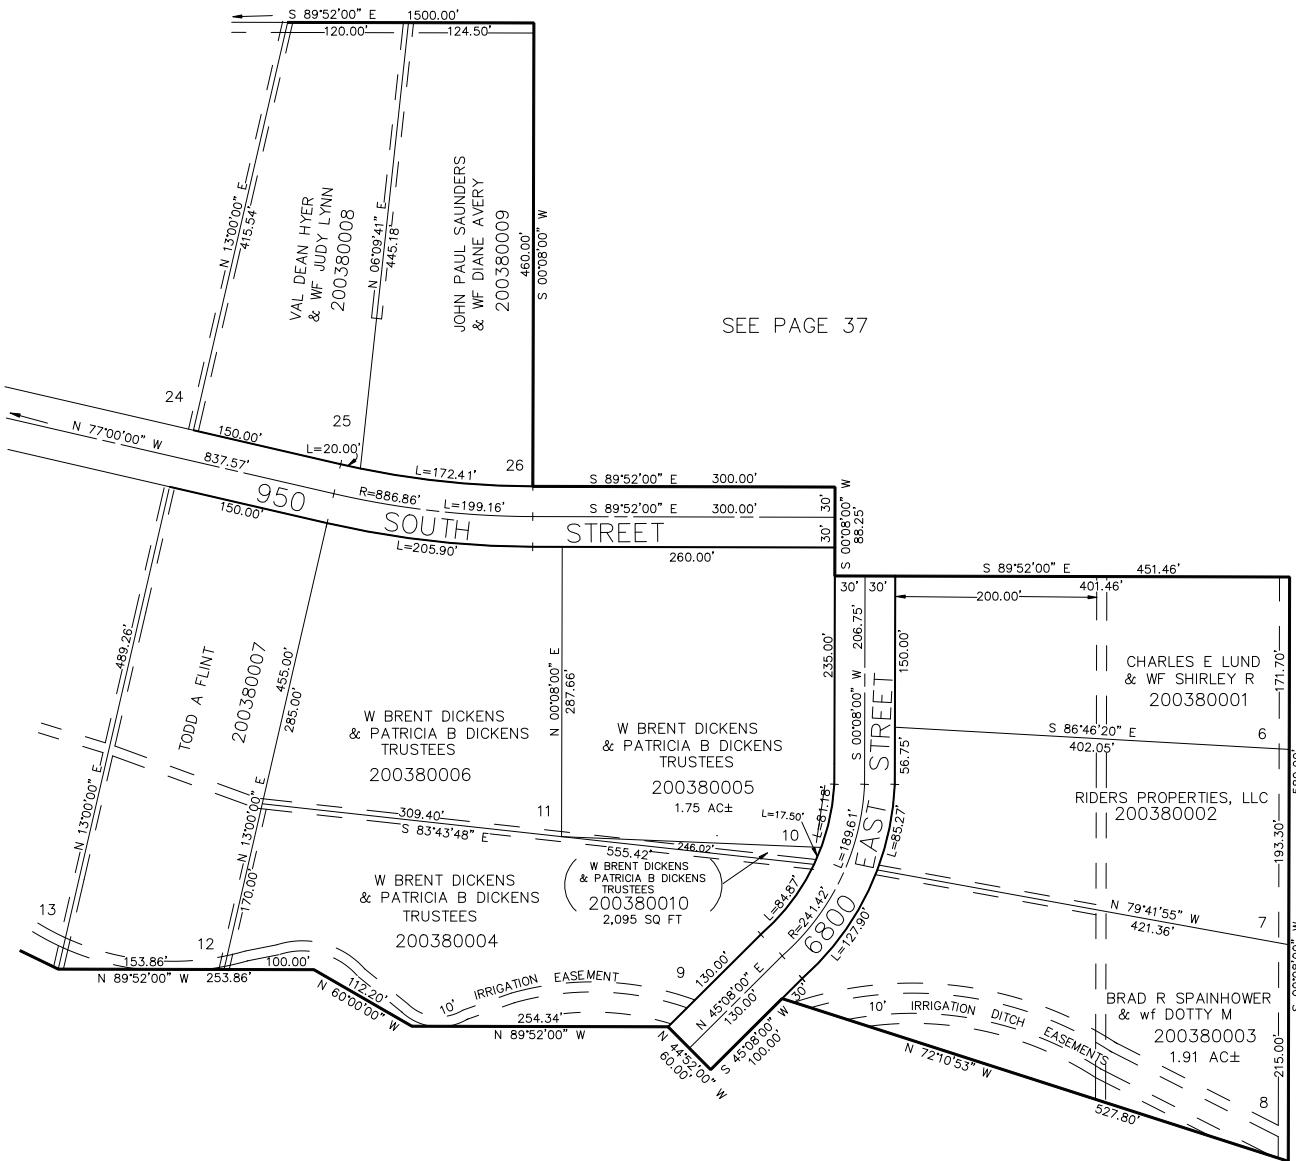 S 89°52'00" E 1500.00'
120.00' 124.50'
N 13°00'00" E
415.54'
VAL DEAN HYER
& WF JUDY LYNN
200380008
N 06°09'41" E
445.18'
JOHN PAUL SAUNDERS
& WF DIANE AVERY
200380009
460.00'
S 00°08'00" W
SEE PAGE 37
24
25
26
N 77°00'00" W
837.57'
150.00'
L=20.00'
L=172.41'
R=886.86'
L=199.16'
950 SOUTH STREET
150.00'
L=205.90'
S 89°52'00" E 300.00'
S 89°52'00" E 300.00'
30'
30'
S 00°08'00" W
88.25'
260.00'
S 89°52'00" E 451.46'
30' 30'
401.46'
200.00'
489.26'
TODD A FLINT
200380007
455.00'
285.00'
N 13°00'00" E
N 13°00'00" E
170.00'
W BRENT DICKENS
& PATRICIA B DICKENS
TRUSTEES
200380006
N 00°08'00" E
287.66'
W BRENT DICKENS
& PATRICIA B DICKENS
TRUSTEES
200380005
1.75 AC±
235.00'
S 00°08'00" W
206.75'
150.00'
56.75'
6800 EAST STREET
CHARLES E LUND
& WF SHIRLEY R
200380001
171.70'
S 86°46'20" E
402.05'
6
RIDERS PROPERTIES, LLC
200380002
193.30'
309.40'
S 83°43'48" E
11
10
L=17.50'
L=81.18'
L=189.61'
L=85.27'
246.02'
555.42'
W BRENT DICKENS
& PATRICIA B DICKENS
TRUSTEES
200380010
2,095 SQ FT
W BRENT DICKENS
& PATRICIA B DICKENS
TRUSTEES
200380004
L=84.87'
R=241.42'
L=127.90'
N 79°41'55" W
421.36'
7
S 00°08'00" W
13
12
153.86'
100.00'
N 89°52'00" W 253.86'
112.20'
N 60°00'00" W
10' IRRIGATION EASEMENT
254.34'
N 89°52'00" W
9
130.00'
N 45°08'00" E
130.00'
30'
N 44°52'00" W
60.00'
S 45°08'00" W
100.00'
10' IRRIGATION DITCH EASEMENTS
N 72°10'53" W
527.80'
BRAD R SPAINHOWER
& wf DOTTY M
200380003
1.91 AC±
215.00'
8